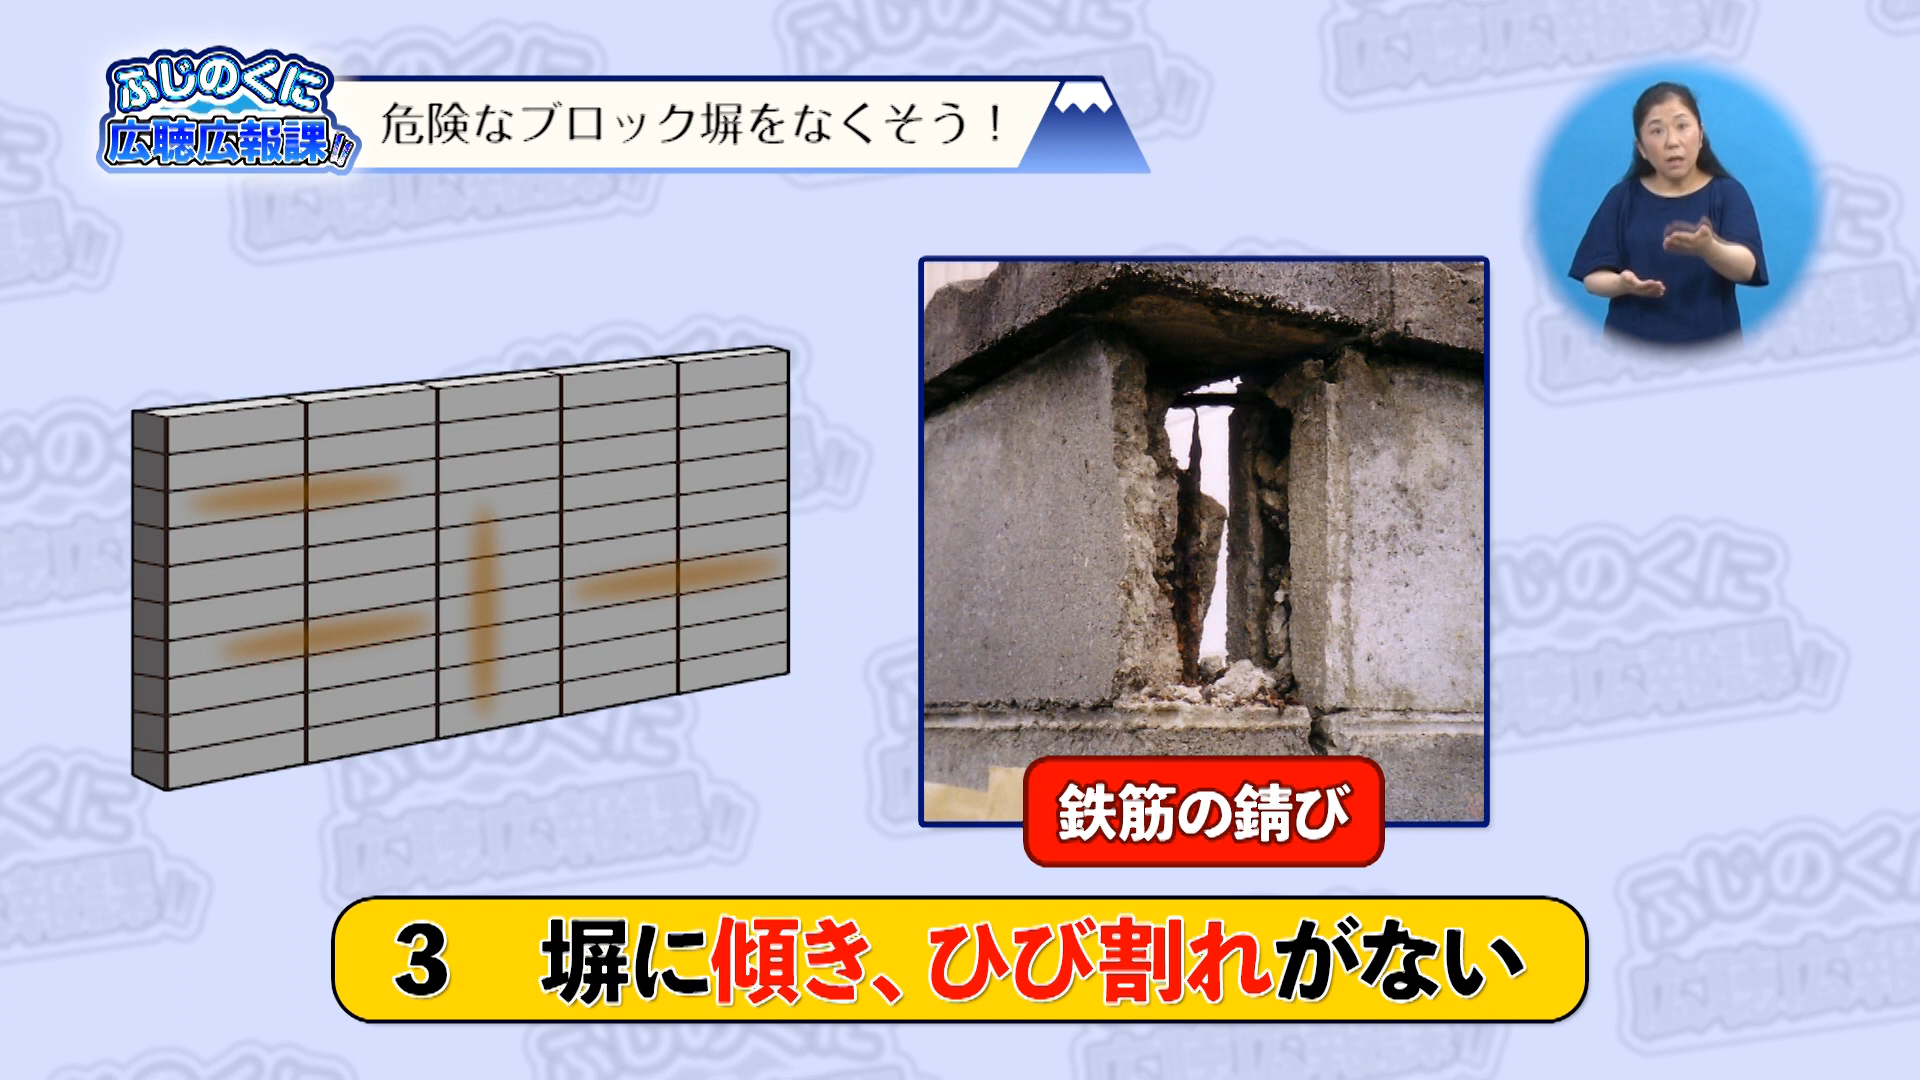 ふじのくに
広聴広報課!!
危険なブロック塀をなくそう!
鉄筋の錆び
3 塀に傾き、ひび割れがない